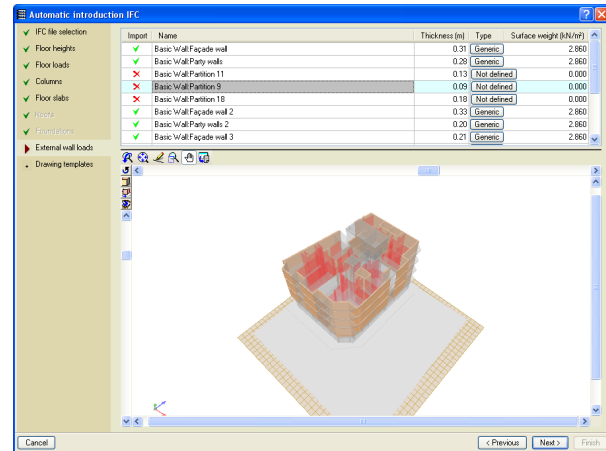 Automatic introduction IFC
IFC file selection
Floor heights
Floor loads
Columns
Floor slabs
Roofs
Foundations
External wall loads
Drawing templates
Import Name Thickness (m) Type Surface weight (kN/m²)
Basic Wall:Façade wall 0.31 Generic 2.860
Basic Wall:Party walls 0.28 Generic 2.860
Basic Wall:Partition 11 0.13 Not defined 0.000
Basic Wall:Partition 9 0.09 Not defined 0.000
Basic Wall:Partition 18 0.18 Not defined 0.000
Basic Wall:Façade wall 2 0.33 Generic 2.860
Basic Wall:Party walls 2 0.20 Generic 2.860
Basic Wall:Façade wall 3 0.21 Generic 2.860
Cancel
< Previous
Next >
Finish